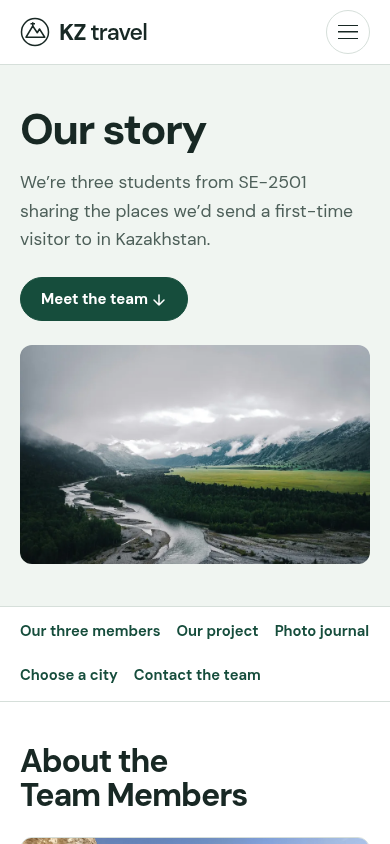 KZ travel
Our story
We’re three students from SE-2501
sharing the places we’d send a first-time
visitor to in Kazakhstan.
Meet the team ↓
Our three members Our project Photo journal
Choose a city Contact the team
About the
Team Members